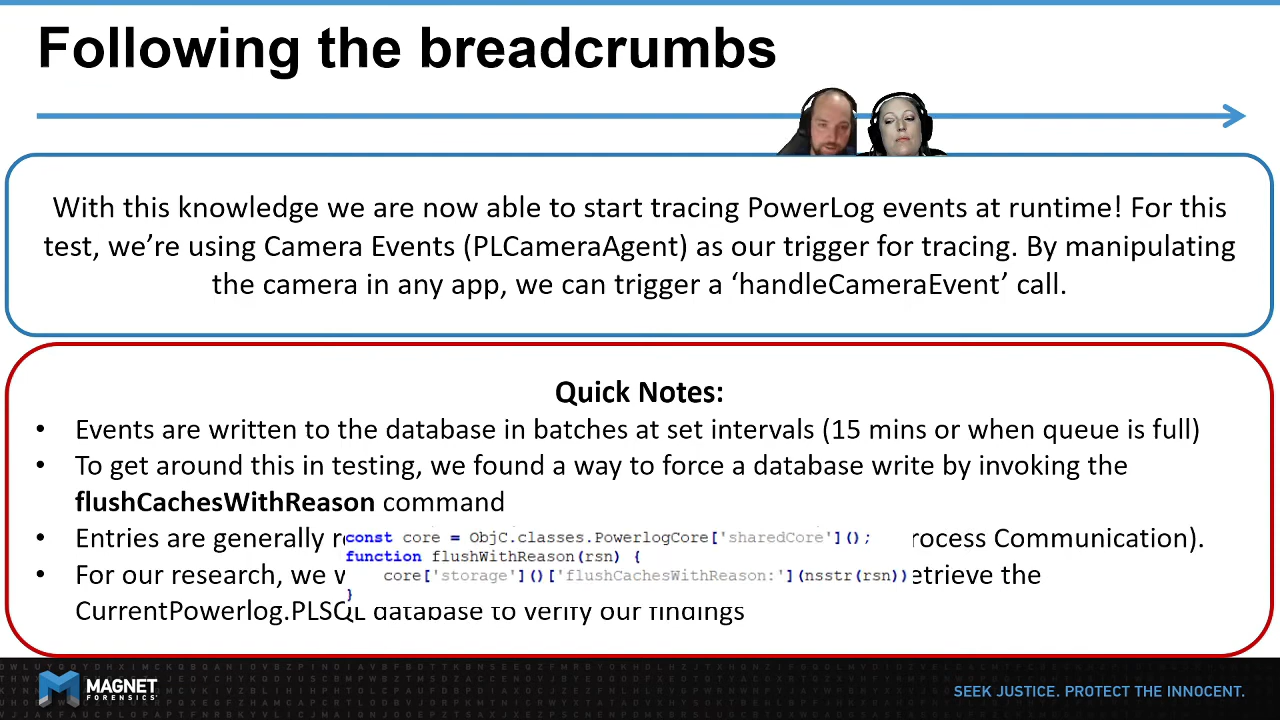 Following the breadcrumbs
With this knowledge we are now able to start tracing PowerLog events at runtime! For this
test, we’re using Camera Events (PLCameraAgent) as our trigger for tracing. By manipulating
the camera in any app, we can trigger a ‘handleCameraEvent’ call.
Quick Notes:
• Events are written to the database in batches at set intervals (15 mins or when queue is full)
• To get around this in testing, we found a way to force a database write by invoking the
flushCachesWithReason command
• Entries are generally
Communication).
const core = ObjC.classes.PowerlogCore['sharedCore']();
function flushWithReason(rsn) {
core['storage']()['flushCachesWithReason:'](nsstr(rsn))
}
• For our research, we
the
CurrentPowerlog.PLSQL database to verify our findings
MAGNET
FORENSICS
SEEK JUSTICE. PROTECT THE INNOCENT.